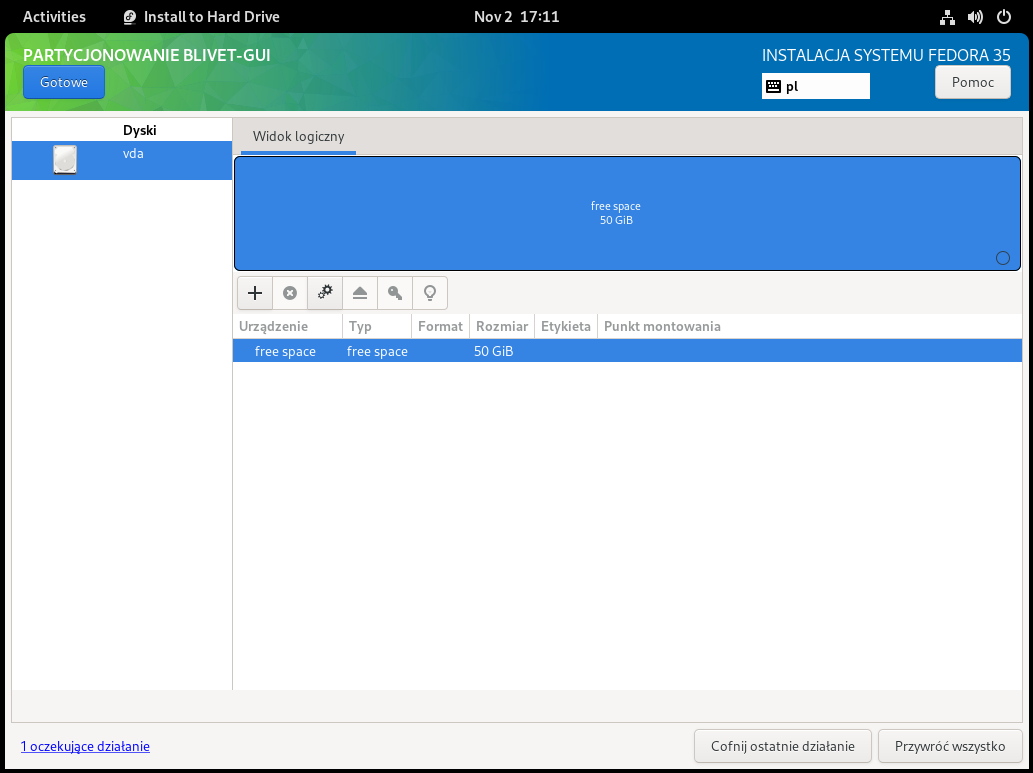 Activities Install to Hard Drive Nov 2 17:11
PARTYCJONOWANIE BLIVET-GUI INSTALACJA SYSTEMU FEDORA 35
Gotowe pl Pomoc
Dyski
vda
Widok logiczny
free space
50 GiB
Urządzenie Typ Format Rozmiar Etykieta Punkt montowania
free space free space 50 GiB
1 oczekujące działanie Cofnij ostatnie działanie Przywróć wszystko